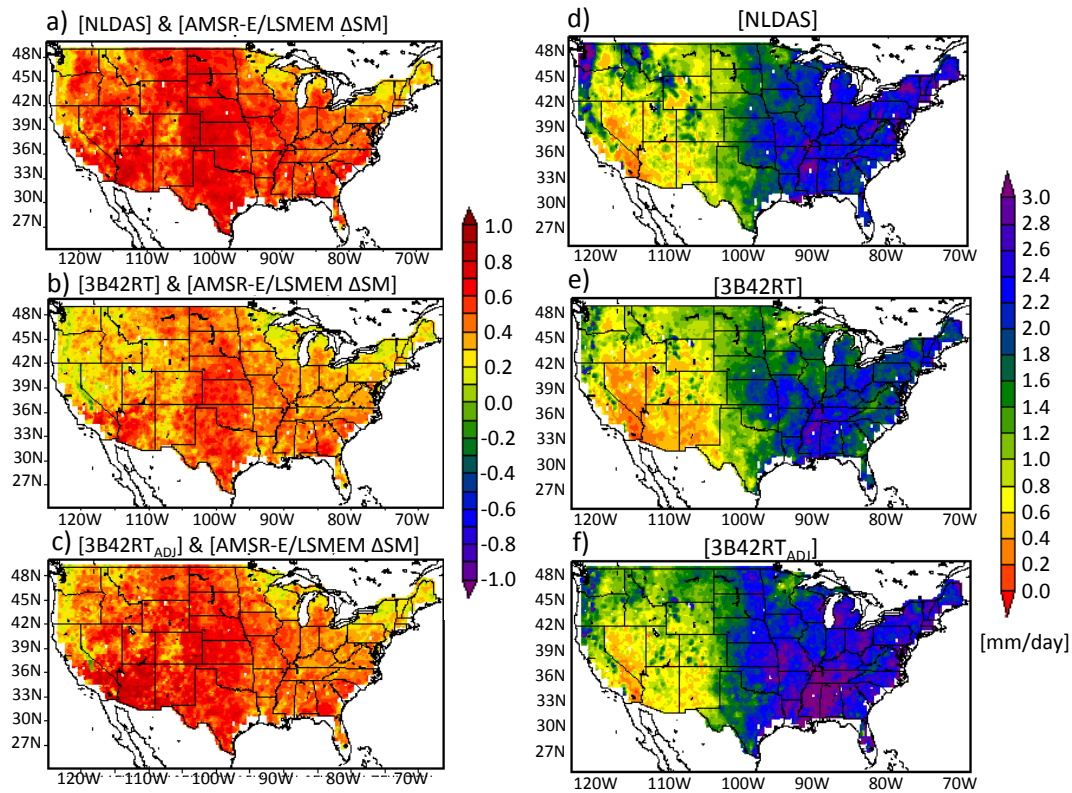 a) [NLDAS] & [AMSR-E/LSMEM ΔSM]
48N
45N
42N
39N
36N
33N
30N
27N
120W 110W 100W 90W 80W 70W
b) [3B42RT] & [AMSR-E/LSMEM ΔSM]
48N
45N
42N
39N
36N
33N
30N
27N
120W 110W 100W 90W 80W 70W
c) [3B42RT_ADJ] & [AMSR-E/LSMEM ΔSM]
48N
45N
42N
39N
36N
33N
30N
27N
120W 110W 100W 90W 80W 70W
1.0
0.8
0.6
0.4
0.2
0.0
-0.2
-0.4
-0.6
-0.8
-1.0
d) [NLDAS]
48N
45N
42N
39N
36N
33N
30N
27N
120W 110W 100W 90W 80W 70W
e) [3B42RT]
48N
45N
42N
39N
36N
33N
30N
27N
120W 110W 100W 90W 80W 70W
f) [3B42RT_ADJ]
48N
45N
42N
39N
36N
33N
30N
27N
120W 110W 100W 90W 80W 70W
3.0
2.8
2.6
2.4
2.2
2.0
1.8
1.6
1.4
1.2
1.0
0.8
0.6
0.4
0.2
0.0
[mm/day]